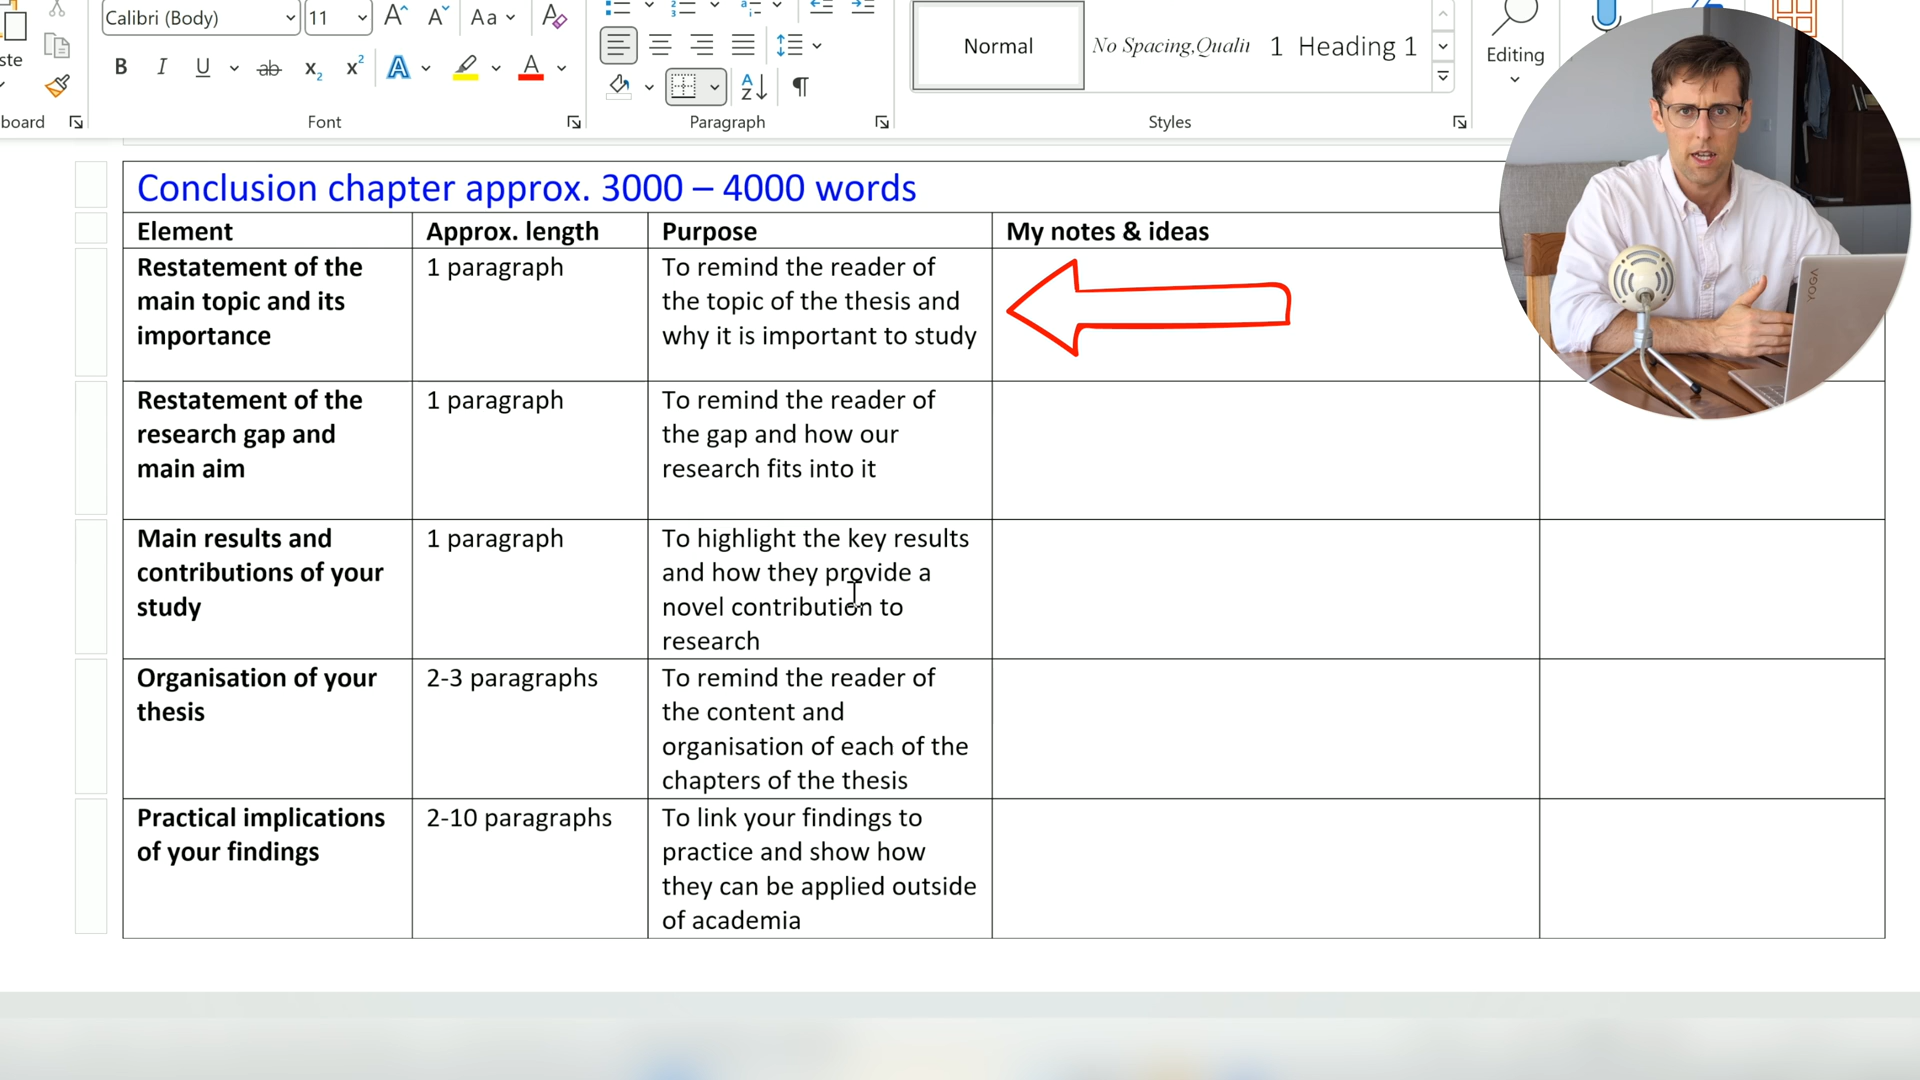 Calibri (Body) 11 A A Aa A
Normal No Spacing,Qualit 1 Heading 1
ste
Editing
B I U ab x2 x2 A A
A Z ¶
board Font Paragraph Styles
Conclusion chapter approx. 3000 – 4000 words
Element Approx. length Purpose My notes & ideas
Restatement of the main topic and its importance
1 paragraph
To remind the reader of
the topic of the thesis and
why it is important to study
Restatement of the
research gap and
main aim
1 paragraph
To remind the reader of
the gap and how our
research fits into it
Main results and
contributions of your
study
1 paragraph
To highlight the key results
and how they provide a
novel contribution to
research
Organisation of your
thesis
2-3 paragraphs
To remind the reader of
the content and
organisation of each of the
chapters of the thesis
Practical implications
of your findings
2-10 paragraphs
To link your findings to
practice and show how
they can be applied outside
of academia
YOGA